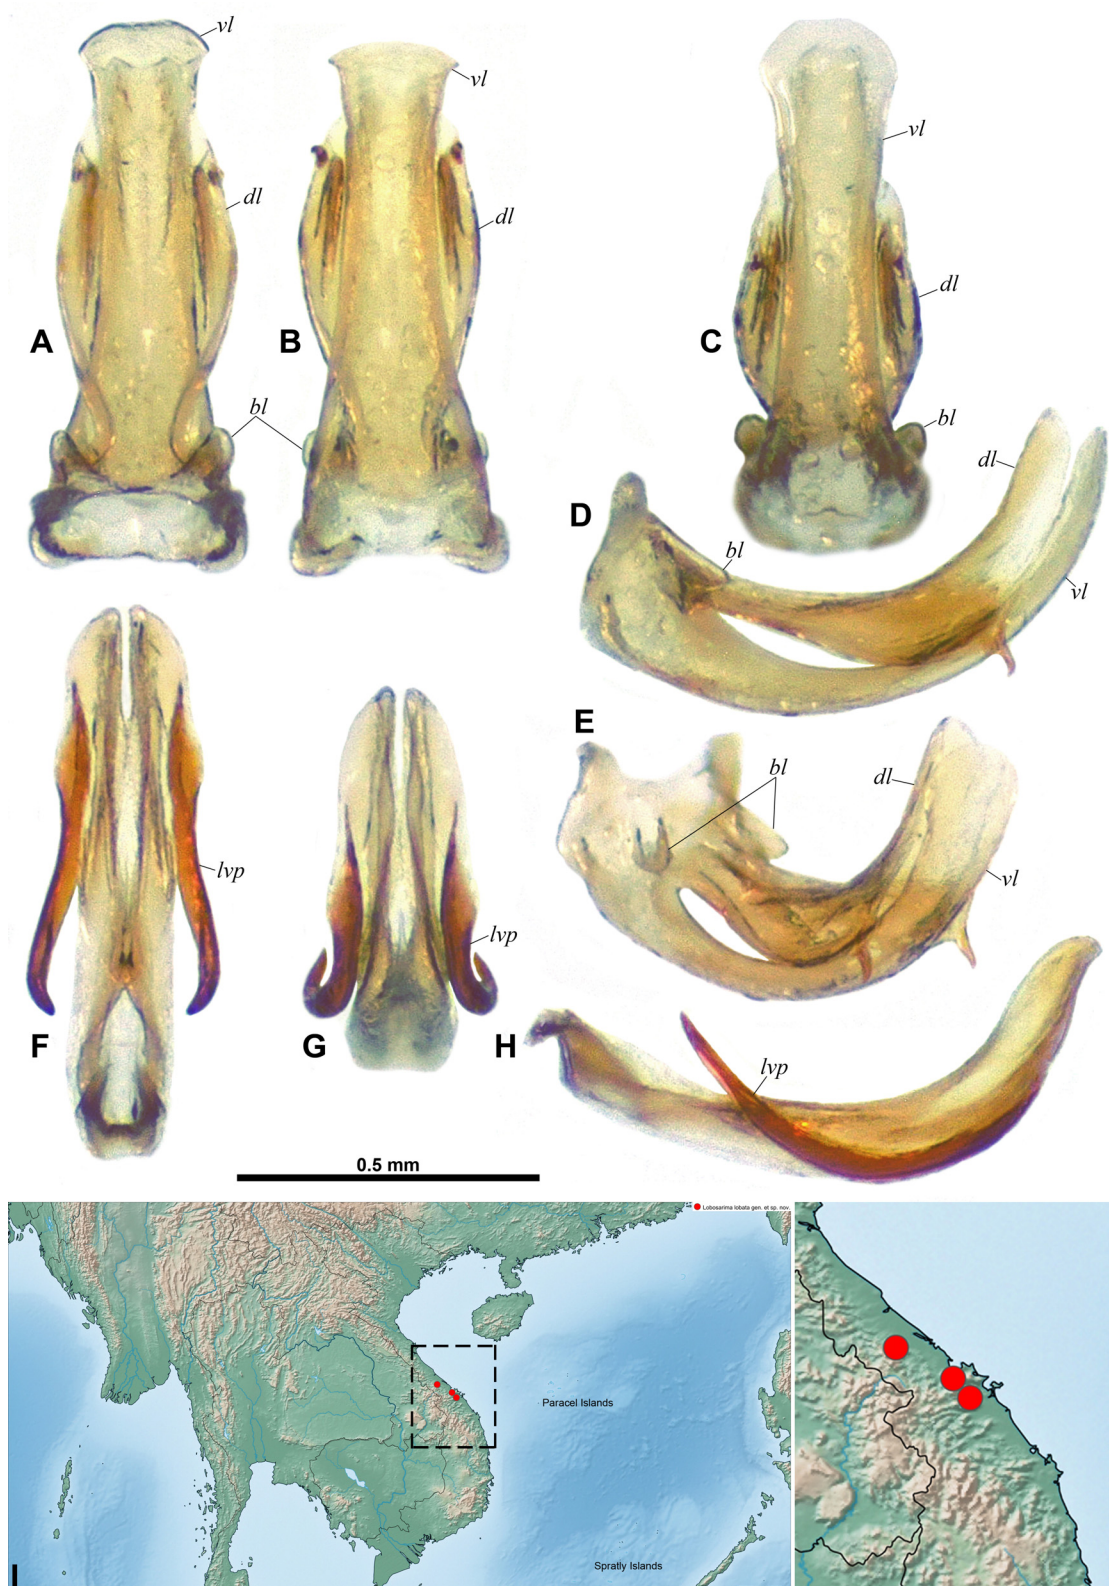 vl
vl
vl
dl
dl
dl
A
B
C
bl
bl
dl
D
bl
vl
E
bl
dl
vl
lvp
lvp
F
G
H
lvp
0.5 mm
Lobosarima lobata gen. et sp. nov.
Paracel Islands
Spratly Islands
I